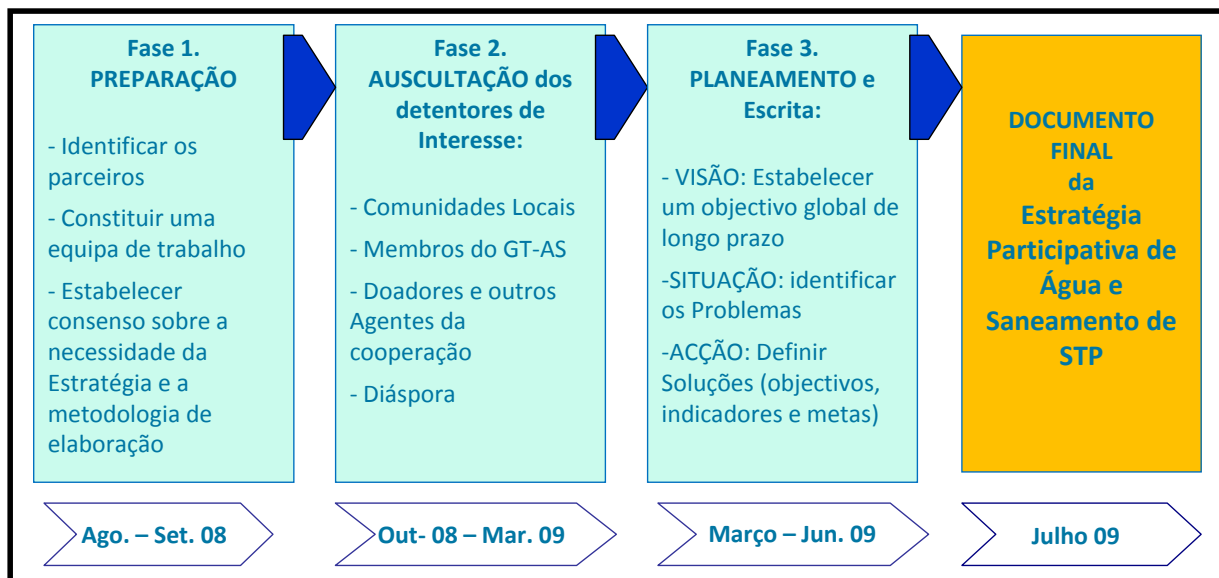 Fase 1.
PREPARAÇÃO
- Identificar os
parceiros
- Constituir uma
equipa de trabalho
- Estabelecer
consenso sobre a
necessidade da
Estratégia e a
metodologia de
elaboração
Fase 2.
AUSCULTAÇÃO dos
detentores de
Interesse:
- Comunidades Locais
- Membros do GT-AS
- Doadores e outros
Agentes da
cooperação
- Diáspora
Fase 3.
PLANEAMENTO e
Escrita:
- VISÃO: Estabelecer
um objectivo global de
longo prazo
-SITUAÇÃO: identificar
os Problemas
-ACÇÃO: Definir
Soluções (objectivos,
indicadores e metas)
DOCUMENTO
FINAL
da
Estratégia
Participativa de
Água e
Saneamento de
STP
Ago. – Set. 08
Out- 08 – Mar. 09
Março – Jun. 09
Julho 09